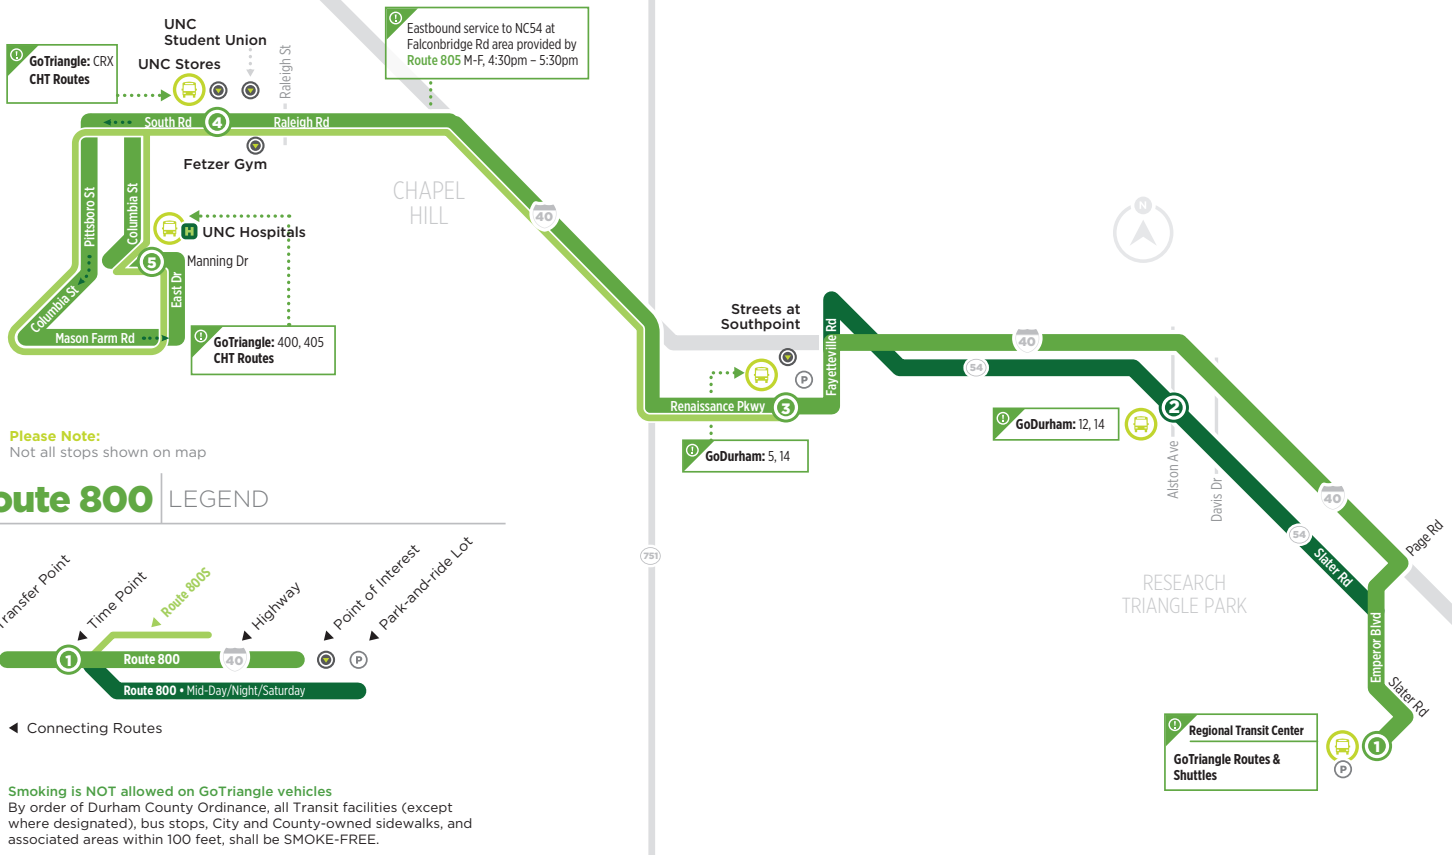 UNC
Student Union
UNC Stores
Raleigh St
GoTriangle: CRX
CHT Routes
Eastbound service to NC54 at
Falconbridge Rd area provided by
Route 805 M-F, 4:30pm – 5:30pm
South Rd
4
Raleigh Rd
Fetzer Gym
CHAPEL
HILL
40
N
Pittsboro St
Columbia St
H UNC Hospitals
5
Manning Dr
East Dr
Columbia St
Mason Farm Rd
GoTriangle: 400, 405
CHT Routes
Streets at
Southpoint
P
Fayetteville Rd
Renaissance Pkwy
3
GoDurham: 5, 14
40
54
2
GoDurham: 12, 14
Alston Ave
Davis Dr
40
54
Slater Rd
Page Rd
RESEARCH
TRIANGLE PARK
751
Emperor Blvd
Slater Rd
Regional Transit Center
GoTriangle Routes &
Shuttles
1
P
Please Note:
Not all stops shown on map
oute 800 LEGEND
Transfer Point
Time Point
Route 800S
Highway
Point of Interest
Park-and-ride Lot
1
Route 800
40
P
Route 800 • Mid-Day/Night/Saturday
Connecting Routes
Smoking is NOT allowed on GoTriangle vehicles
By order of Durham County Ordinance, all Transit facilities (except
where designated), bus stops, City and County-owned sidewalks, and
associated areas within 100 feet, shall be SMOKE-FREE.